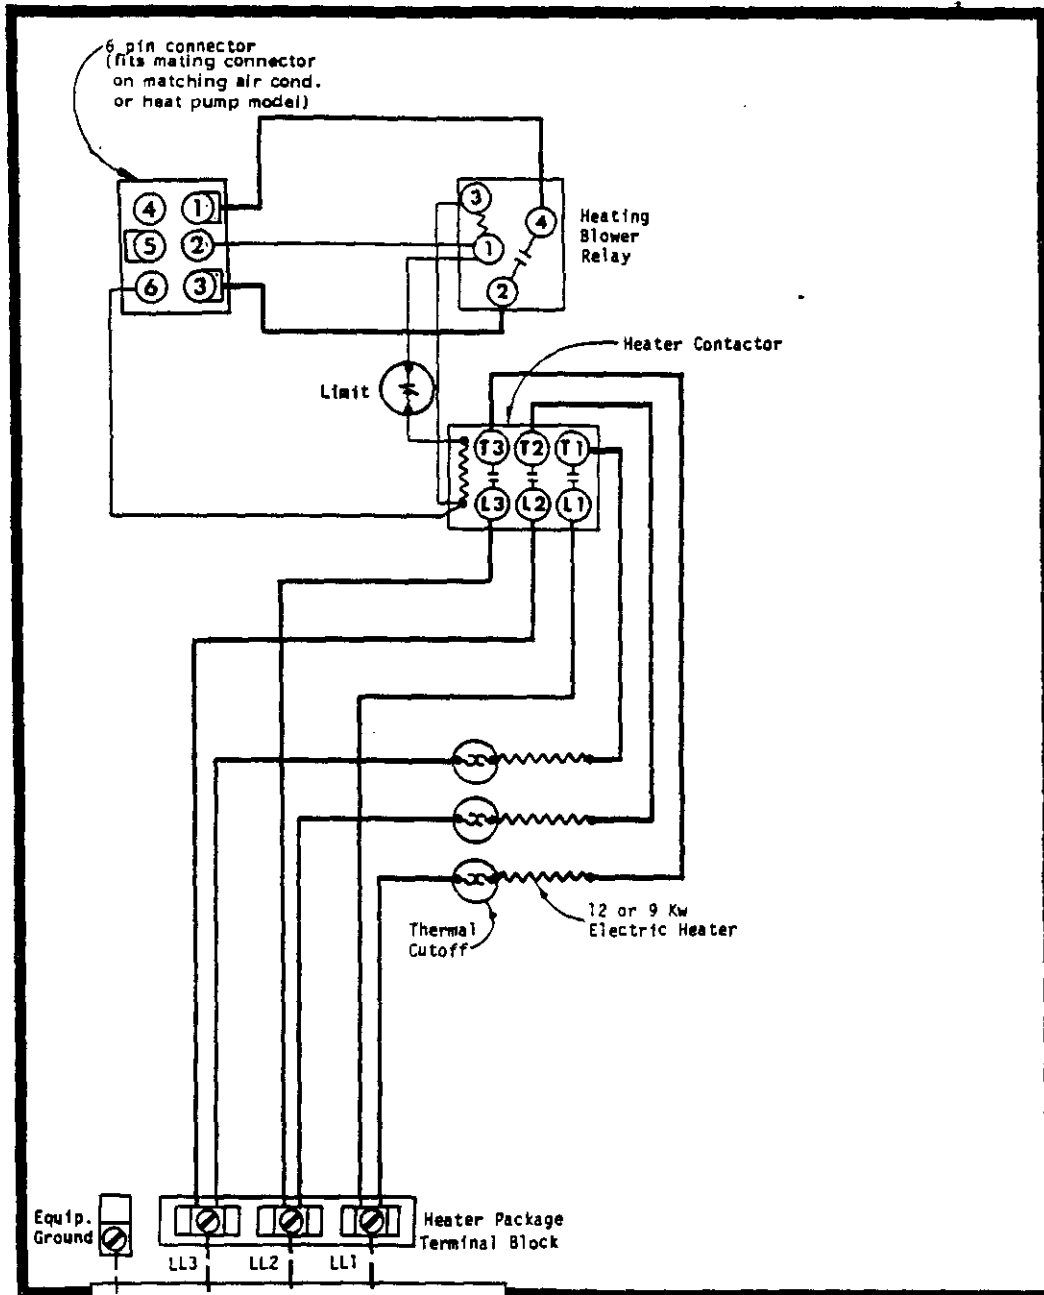 6 pin connector
(fits mating connector
on matching air cond.
or heat pump model)
4 1
5 2
6 3
3
4
1
2
Heating
Blower
Relay
Heater Contactor
Limit
T3 T2 T1
L3 L2 L1
12 or 9 Kw
Electric Heater
Thermal
Cutoff
Equip.
Ground
Heater Package
Terminal Block
LL3 LL2 LL1